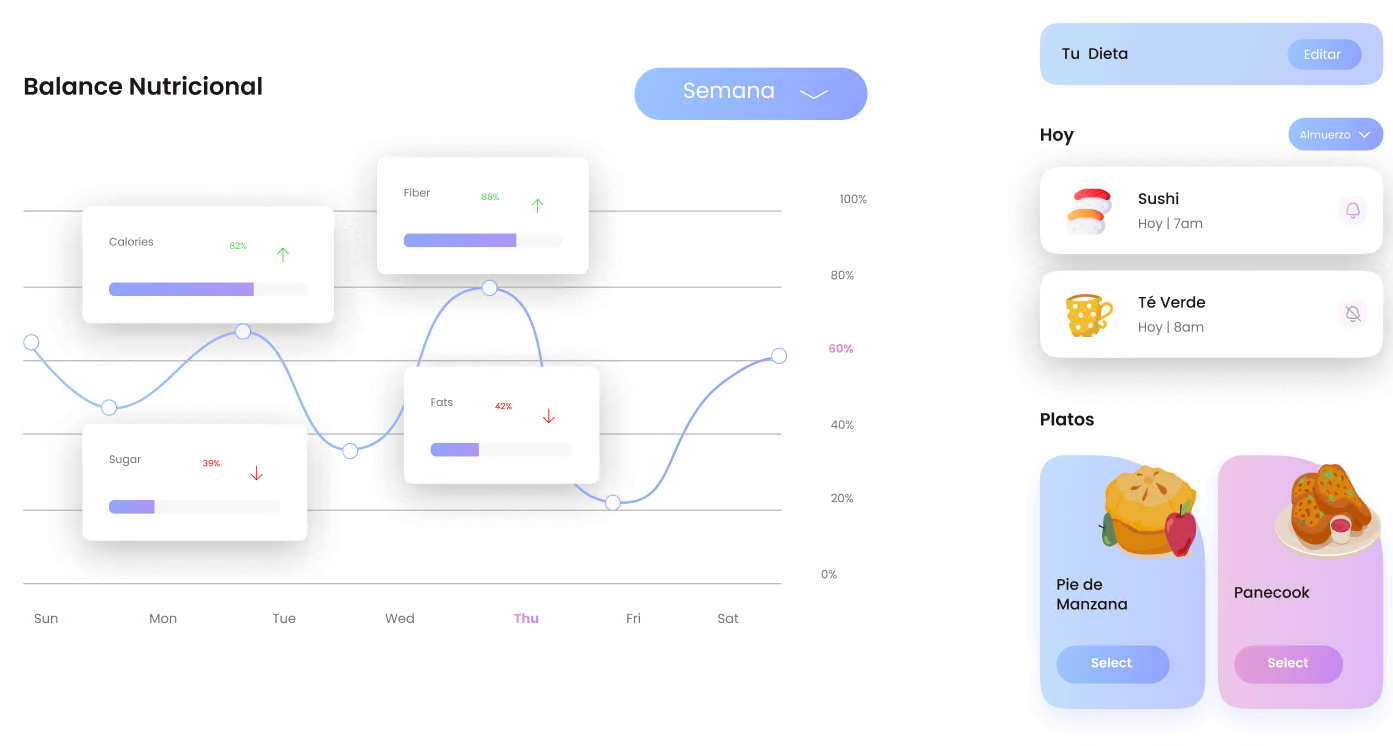 Balance Nutricional
Semana
Fiber
88%
Calories
82%
Fats
42%
Sugar
39%
100%
80%
60%
40%
20%
0%
Sun
Mon
Tue
Wed
Thu
Fri
Sat
Tu Dieta
Editar
Hoy
Almuerzo
Sushi
Hoy | 7am
Té Verde
Hoy | 8am
Platos
Pie de
Manzana
Select
Panecook
Select